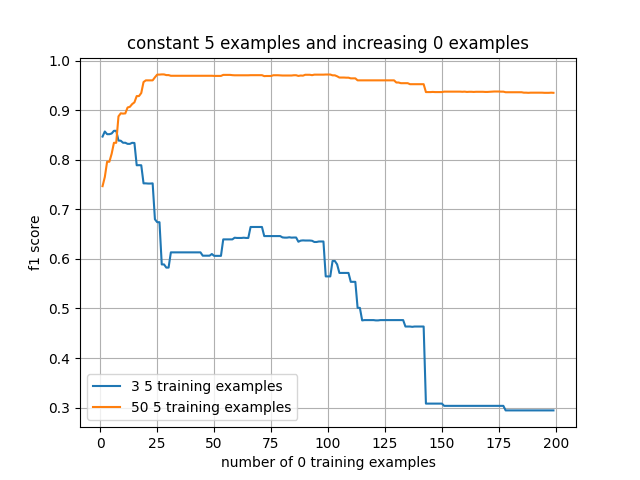 constant 5 examples and increasing 0 examples
1.0
0.9
0.8
0.7
0.6
0.5
0.4
0.3
f1 score
3 5 training examples
50 5 training examples
0 25 50 75 100 125 150 175 200
number of 0 training examples